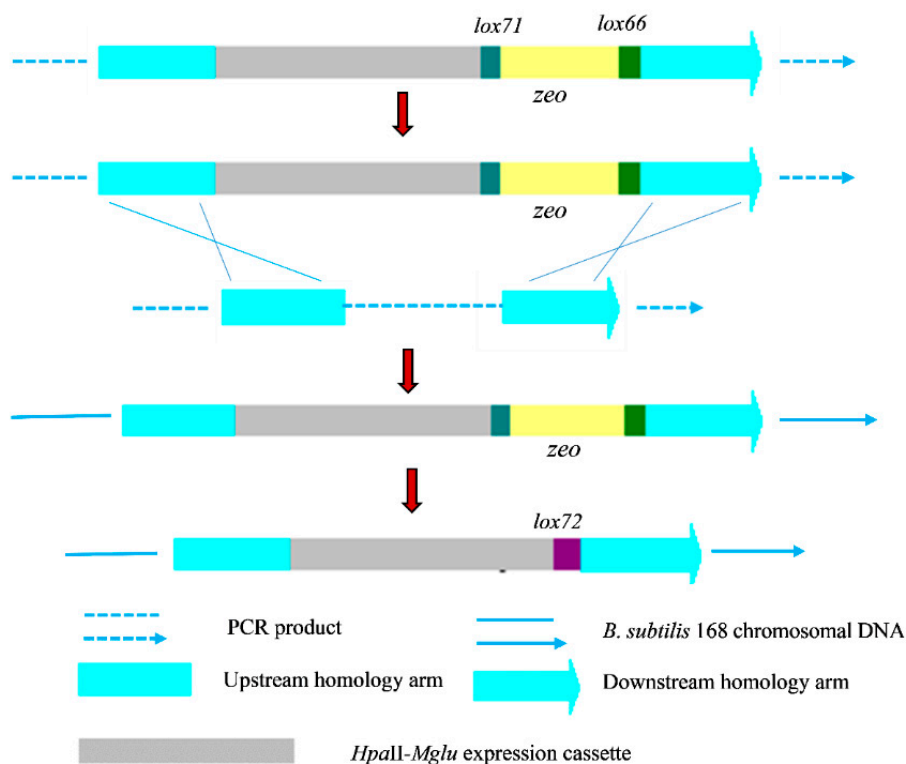 lox71 lox66
zeo
zeo
zeo
lox72
PCR product
B. subtilis 168 chromosomal DNA
Upstream homology arm
Downstream homology arm
HpaII-Mglu expression cassette